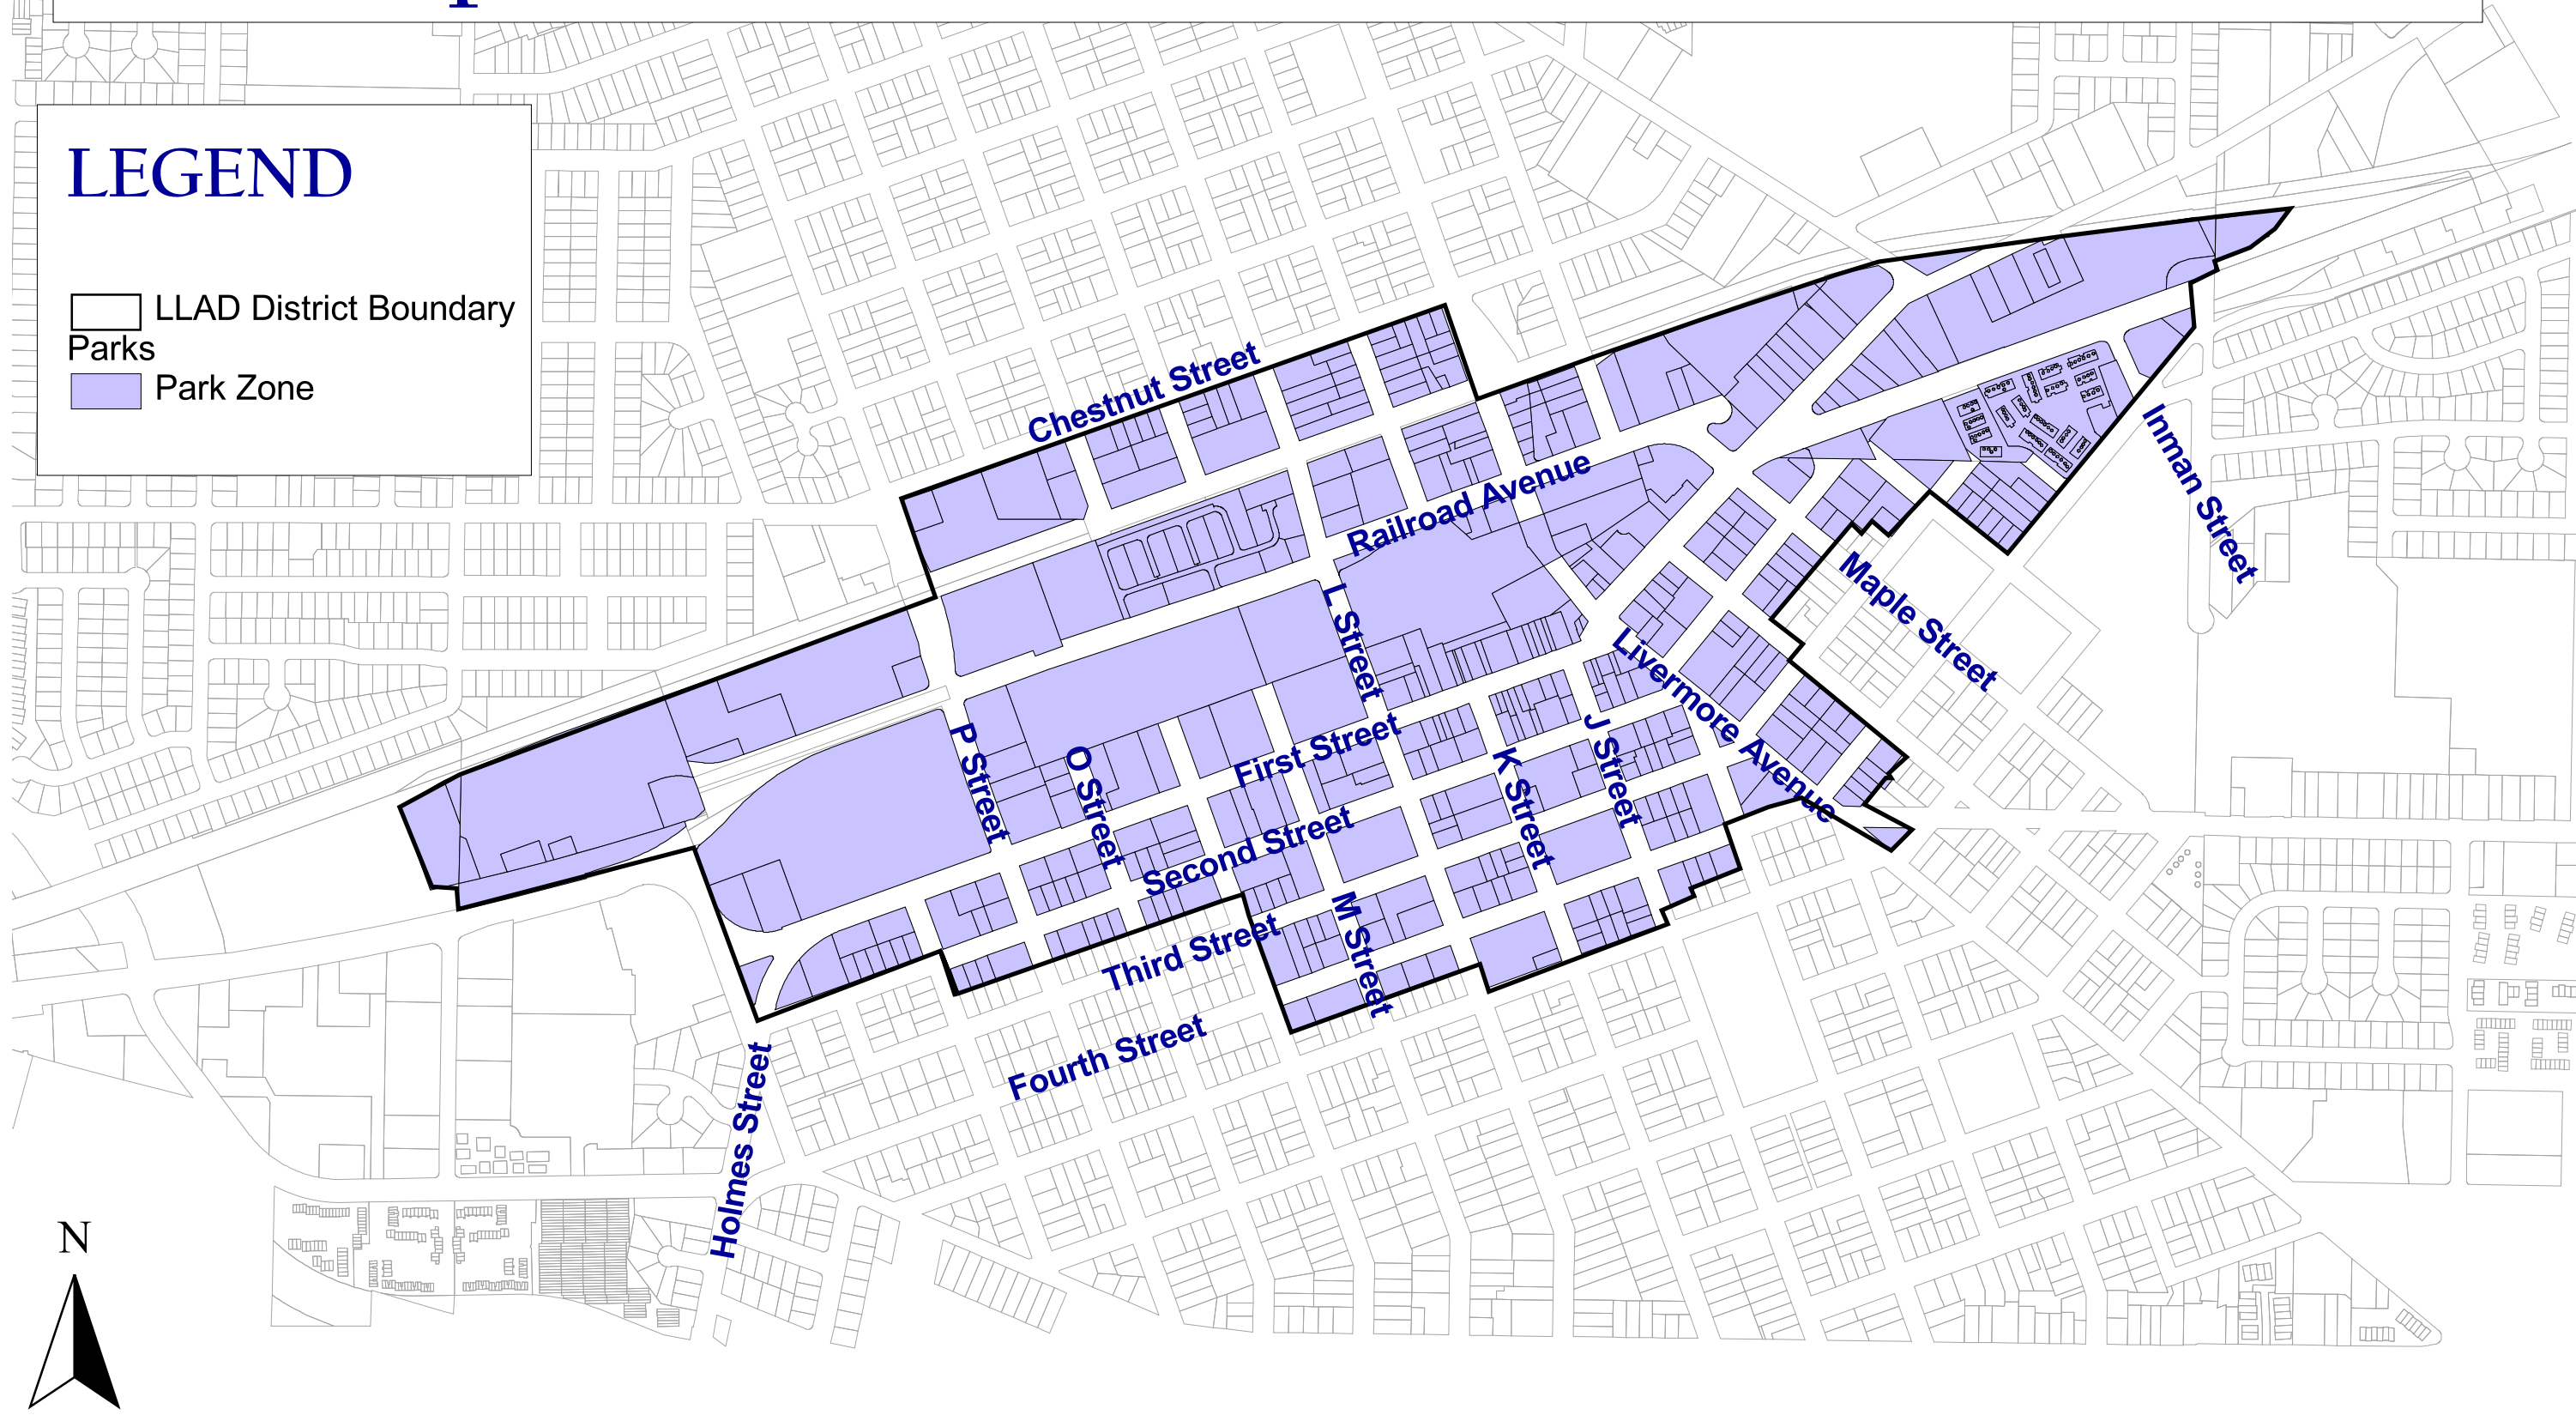 LEGEND
LLAD District Boundary
Parks
Park Zone
Chestnut Street
Railroad Avenue
Inman Street
Maple Street
L Street
Livermore Avenue
First Street
J Street
P Street
O Street
K Street
Second Street
M Street
Third Street
Fourth Street
Holmes Street
N